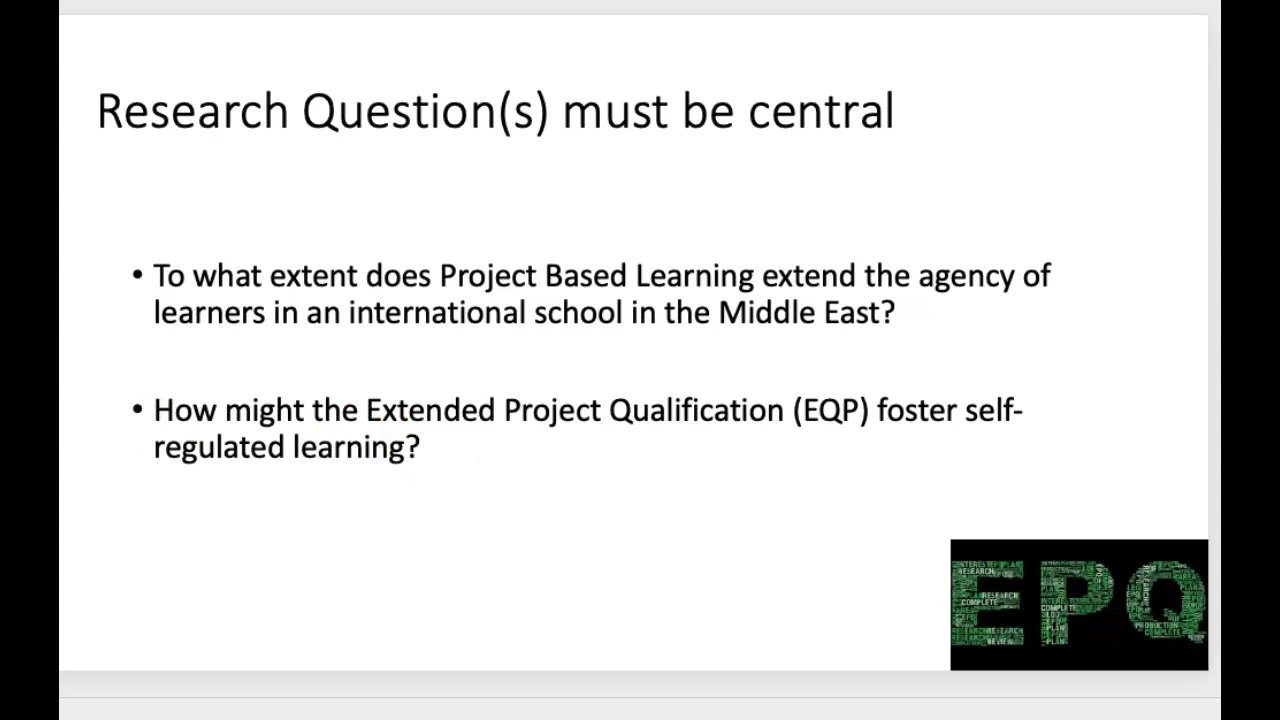 Research Question(s) must be central
• To what extent does Project Based Learning extend the agency of
learners in an international school in the Middle East?
• How might the Extended Project Qualification (EQP) foster self-
regulated learning?
EPQ